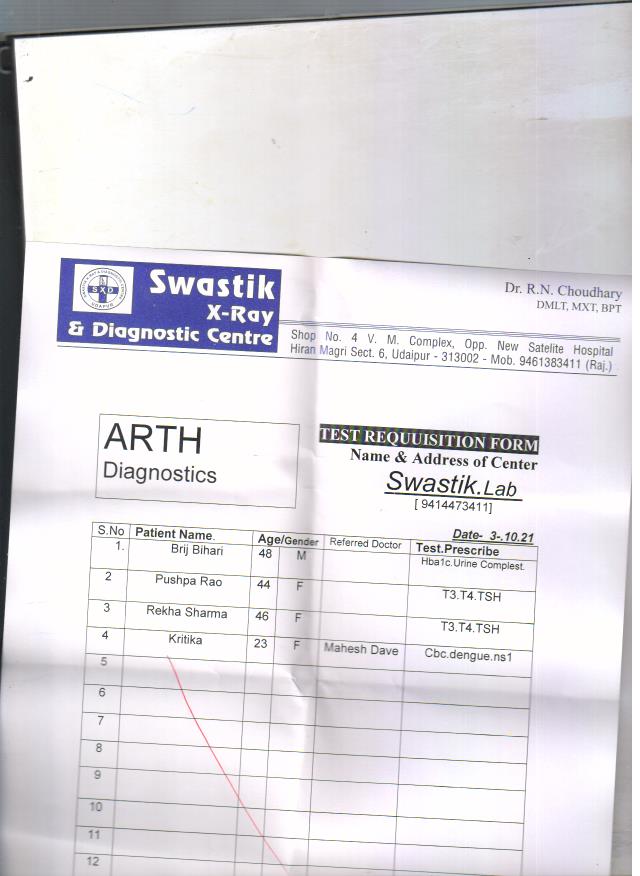 Swastik
X-Ray
& Diagnostic Centre
SXD
UDAIPUR
Dr. R.N. Choudhary
DMLT, MXT, BPT
Shop No. 4 V. M. Complex, Opp. New Satelite Hospital
Hiran Magri Sect. 6, Udaipur - 313002 - Mob. 9461383411 (Raj.)
ARTH
Diagnostics
TEST REQUUISITION FORM
Name & Address of Center
Swastik.Lab
[ 9414473411]
Date- 3-.10.21
S.No Patient Name. Age/Gender Referred Doctor Test.Prescribe
1. Brij Bihari 48 M Hba1c.Urine Complest.
2 Pushpa Rao 44 F T3.T4.TSH
3 Rekha Sharma 46 F T3.T4.TSH
4 Kritika 23 F Mahesh Dave Cbc.dengue.ns1
5
6
7
8
9
10
11
12